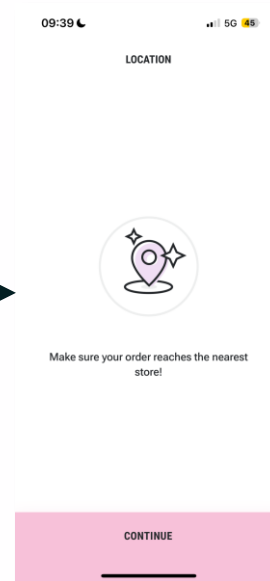 09:39 5G 45
LOCATION
Make sure your order reaches the nearest
store!
CONTINUE